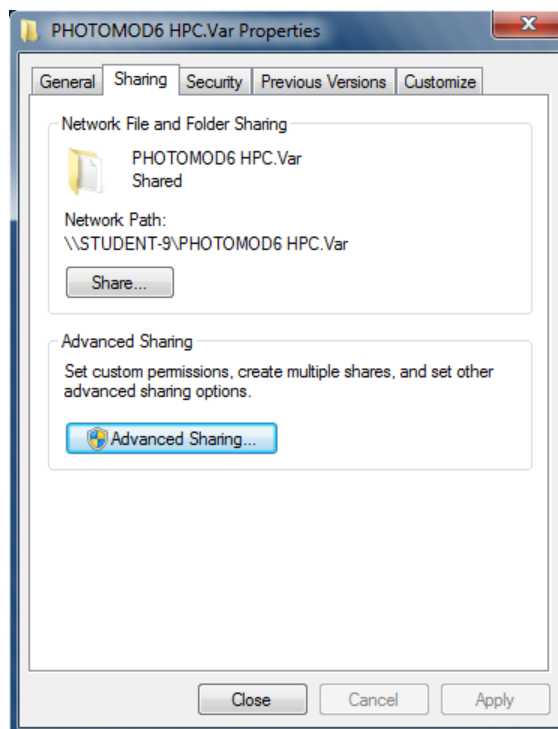 PHOTOMOD6 HPC.Var Properties
General Sharing Security Previous Versions Customize
Network File and Folder Sharing
PHOTOMOD6 HPC.Var
Shared
Network Path:
\\STUDENT-9\PHOTOMOD6 HPC.Var
Share...
Advanced Sharing
Set custom permissions, create multiple shares, and set other
advanced sharing options.
Advanced Sharing...
Close Cancel Apply